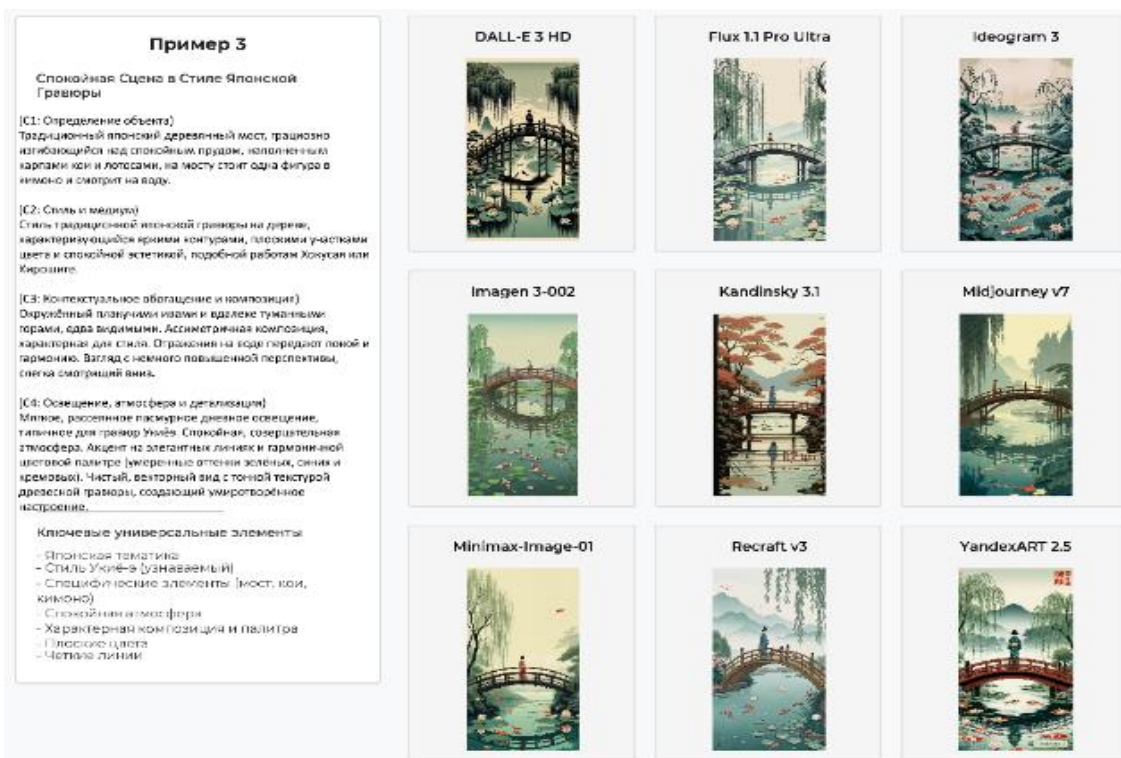 Пример 3
Спокойная Сцена в Стиле Японской
Гравюры
[C1: Определение объекта)
Традиционный японский деревянный мост, грациозно
изгибающийся над спокойным прудом, наполненным
карпами кои и лотосами, на мосту стоит одна фигура в
кимоно и смотрит на воду.
[C2: Стиль и медиум)
Стиль традиционной японской гравюры на дереве,
характеризующийся яркими контурами, плоскими участками
цвета и спокойной эстетикой, подобной работам Хокусая или
Хирошиге.
[C3: Контекстуальное обогащение и композиция)
Окружённый плакучими ивами и вдалеке туманными
горами, едва видимыми. Ассиметричная композиция,
характерная для стиля. Отражения на воде передают покой и
гармонию. Взгляд с немного повышенной перспективы,
слегка смотрящий вниз.
[C4: Освещение, атмосфера и детализация)
Мягкое, рассеянное пасмурное дневное освещение,
типичное для гравюр Укиёэ. Спокойная, созерцательная
атмосфера. Акцент на элегантных линиях и гармоничной
цветовой палитре (умеренные оттенки зелёных, синих и
кремовых). Чистый, векторный вид с тонкой текстурой
древесной гравюры, создающий умиротворённое
настроение.
Ключевые универсальные элементы
- Японская тематика
- Стиль Укиё-э (узнаваемый)
- Специфические элементы (мост, кои,
кимоно)
- Спокойная атмосфера
- Характерная композиция и палитра
- Плоские цвета
- Четкие линии
DALL-E 3 HD
Flux 1.1 Pro Ultra
Ideogram 3
Imagen 3-002
Kandinsky 3.1
Midjourney v7
Minimax-Image-01
Recraft v3
YandexART 2.5